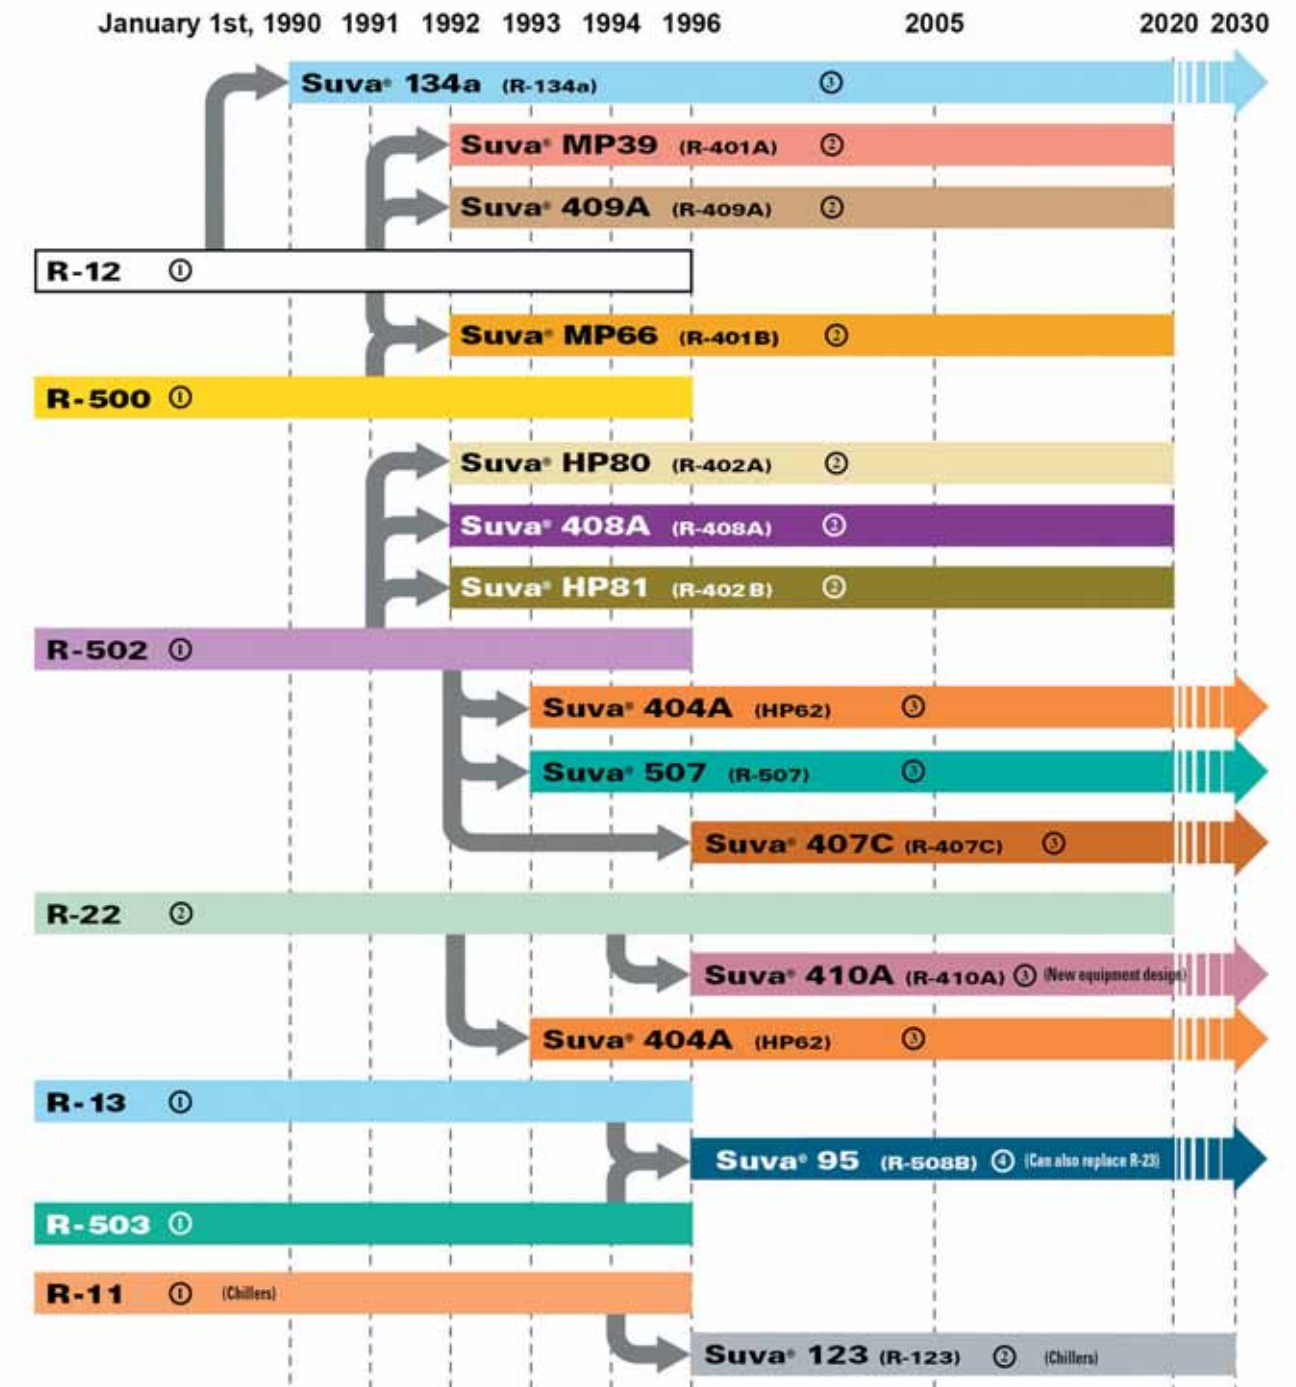 January 1st, 1990 1991 1992 1993 1994 1996 2005 2020 2030
Suva® 134a (R-134a) ③
Suva® MP39 (R-401A) ②
Suva® 409A (R-409A) ②
R-12 ①
Suva® MP66 (R-401B) ②
R-500 ①
Suva® HP80 (R-402A) ②
Suva® 408A (R-408A) ②
Suva® HP81 (R-402B) ②
R-502 ①
Suva® 404A (HP62) ③
Suva® 507 (R-507) ③
Suva® 407C (R-407C) ③
R-22 ②
Suva® 410A (R-410A) ③ (New equipment design)
Suva® 404A (HP62) ③
R-13 ①
Suva® 95 (R-508B) ④ (Can also replace R-23)
R-503 ①
R-11 ① (Chillers)
Suva® 123 (R-123) ② (Chillers)